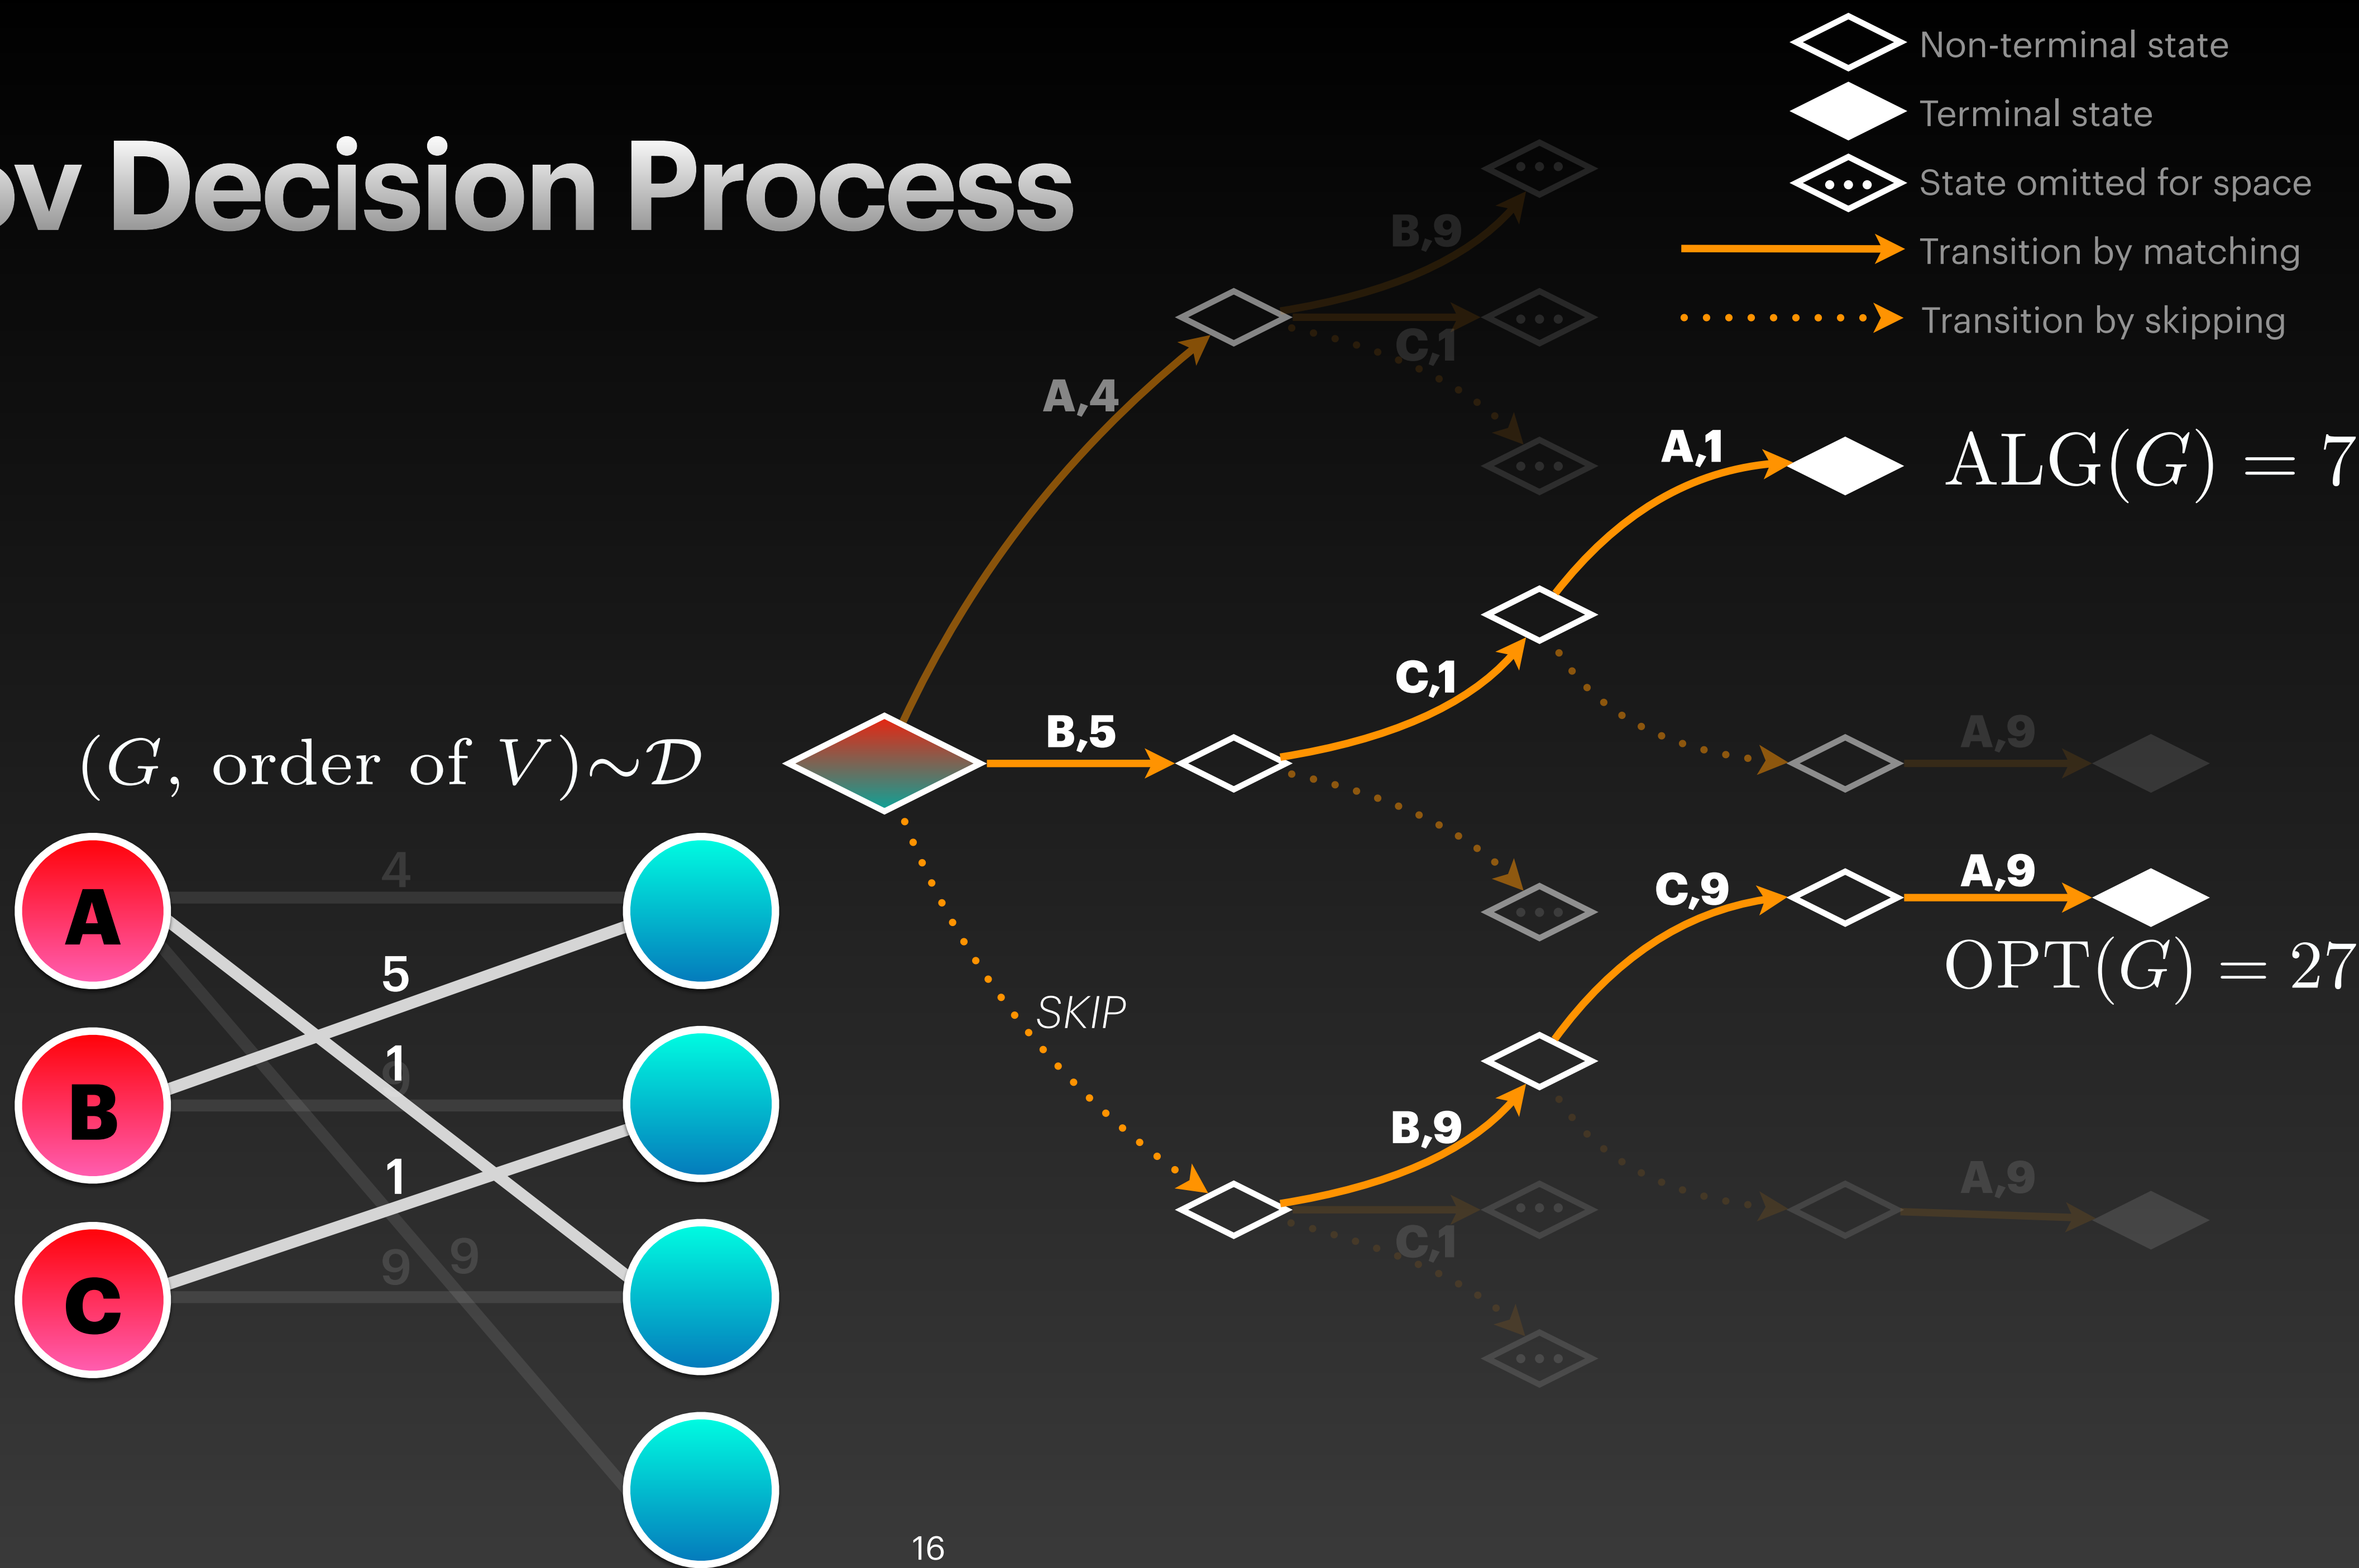 ov Decision Process
Non-terminal state
Terminal state
State omitted for space
Transition by matching
Transition by skipping
B,9
C,1
A,4
A,1
ALG(G) = 7
C,1
B,5
A,9
(G, order of V)~𝒟
C,9
A,9
OPT(G) = 27
SKIP
B,9
C,1
A,9
A
B
C
4
5
1
9
1
9
9
16